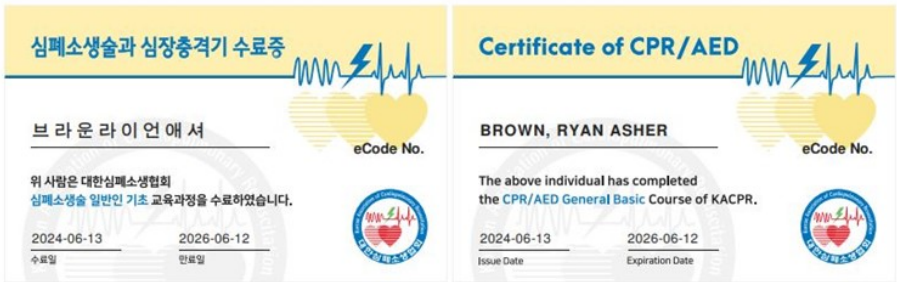 심폐소생술과 심장충격기 수료증
브라운라이언애셔
eCode No.
위 사람은 대한심폐소생협회
심폐소생술 일반인 기초 교육과정을 수료하였습니다.
2024-06-13 2026-06-12
수료일 만료일
대한심폐소생협회
Certificate of CPR/AED
BROWN, RYAN ASHER
eCode No.
The above individual has completed
the CPR/AED General Basic Course of KACPR.
2024-06-13 2026-06-12
Issue Date Expiration Date
대한심폐소생협회